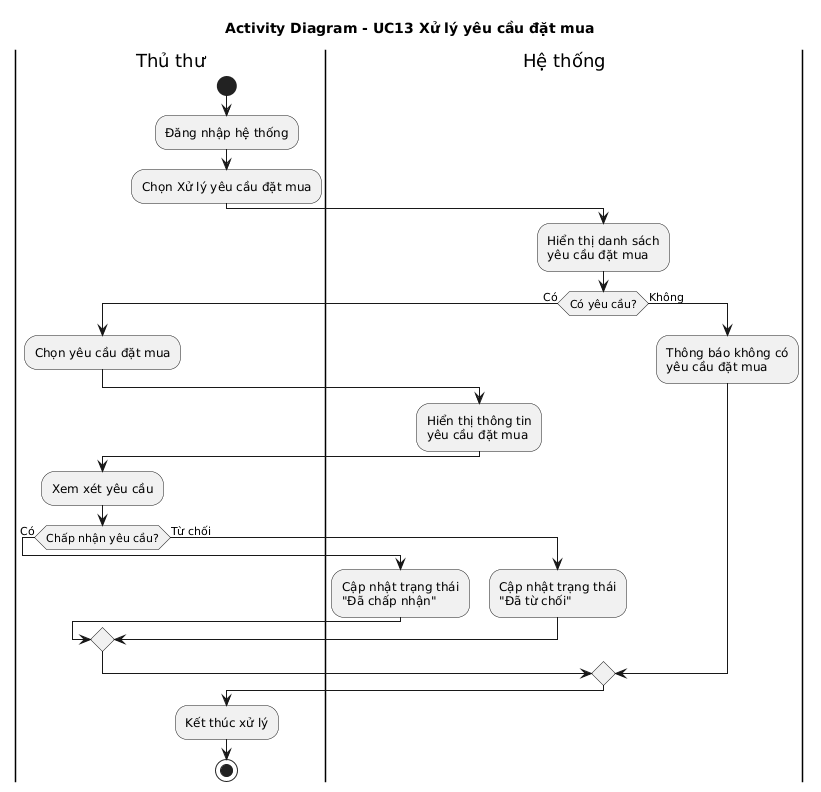 Activity Diagram - UC13 Xử lý yêu cầu đặt mua
Thủ thư
Hệ thống
Đăng nhập hệ thống
Chọn Xử lý yêu cầu đặt mua
Hiển thị danh sách
yêu cầu đặt mua
Có
Có yêu cầu?
Không
Chọn yêu cầu đặt mua
Thông báo không có
yêu cầu đặt mua
Hiển thị thông tin
yêu cầu đặt mua
Xem xét yêu cầu
Có
Chấp nhận yêu cầu?
Từ chối
Cập nhật trạng thái
"Đã chấp nhận"
Cập nhật trạng thái
"Đã từ chối"
Kết thúc xử lý